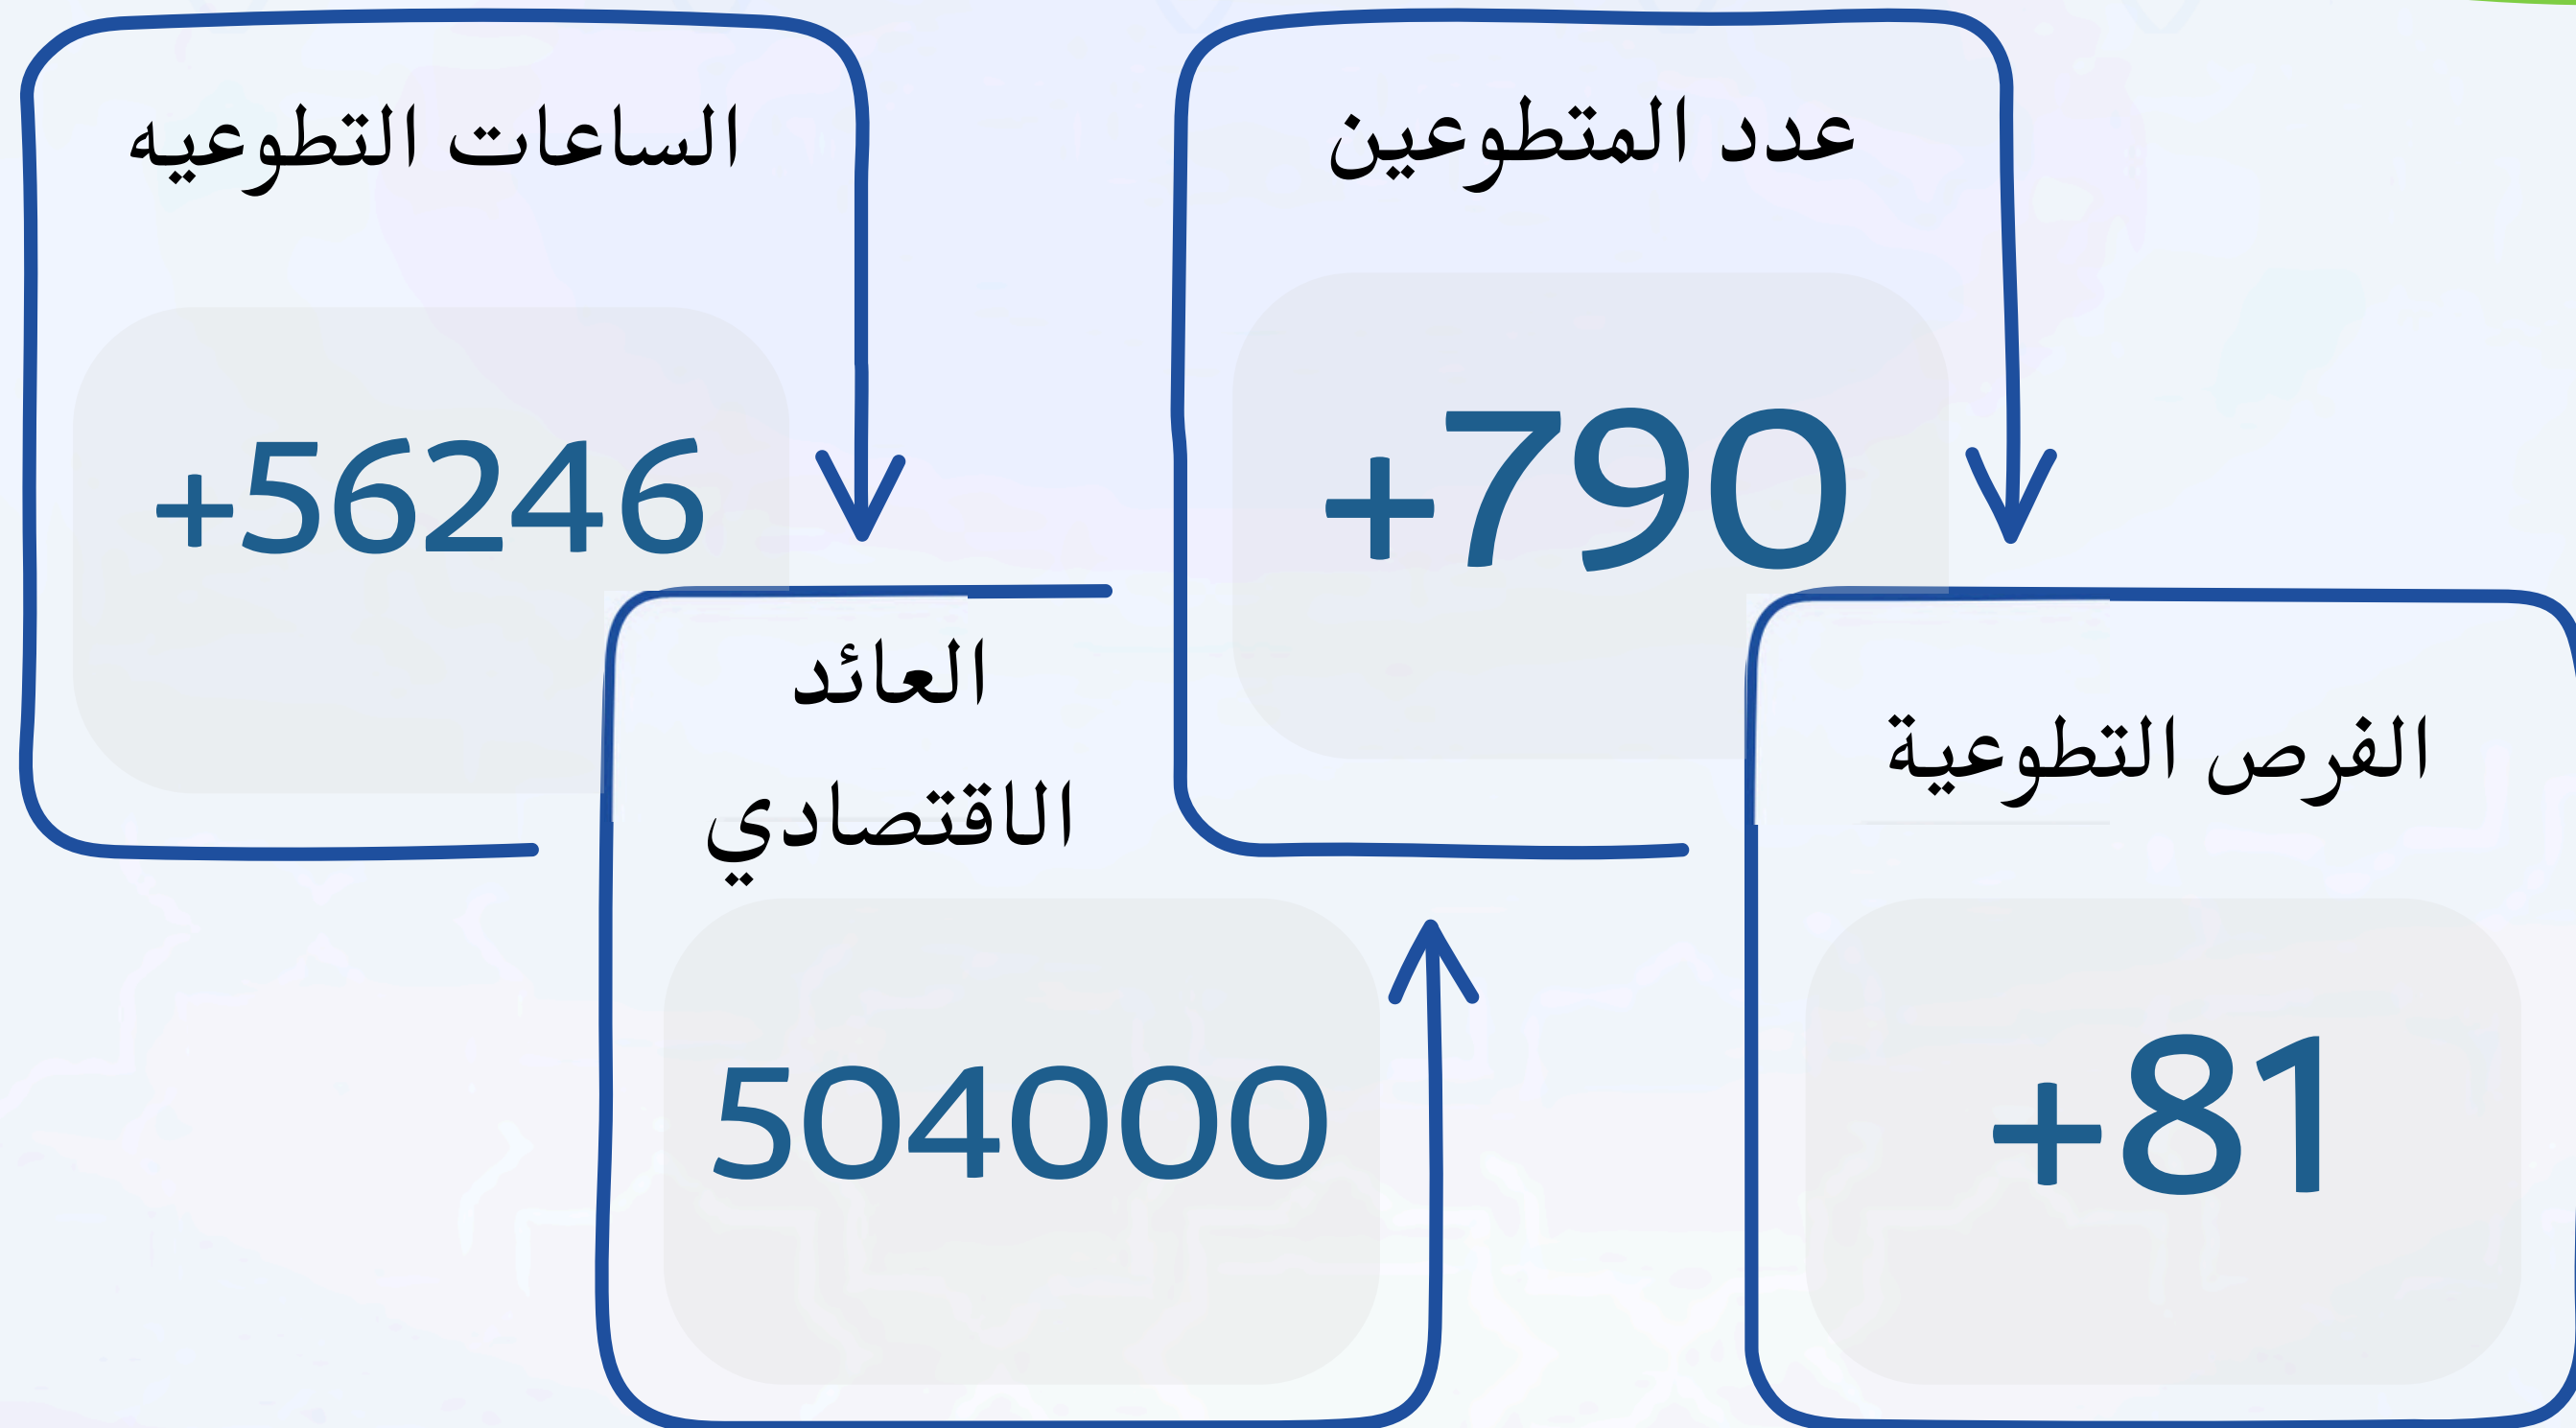 عدد المتطوعين
+790
الساعات التطوعيه
+56246
الفرص التطوعية
+81
العائد
الاقتصادي
504000